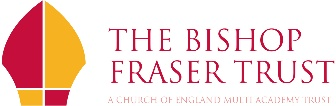 THE BISHOP
FRASER TRUST
A CHURCH OF ENGLAND MULTI ACADEMY TRUST